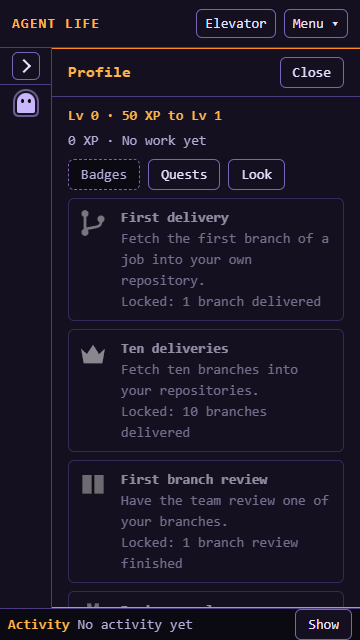 AGENT LIFE
Elevator
Menu ▾
Profile
Close
Lv 0 · 50 XP to Lv 1
0 XP · No work yet
Badges
Quests
Look
First delivery
Fetch the first branch of a
job into your own
repository.
Locked: 1 branch delivered
Ten deliveries
Fetch ten branches into
your repositories.
Locked: 10 branches
delivered
First branch review
Have the team review one of
your branches.
Locked: 1 branch review
finished
Activity No activity yet
Show